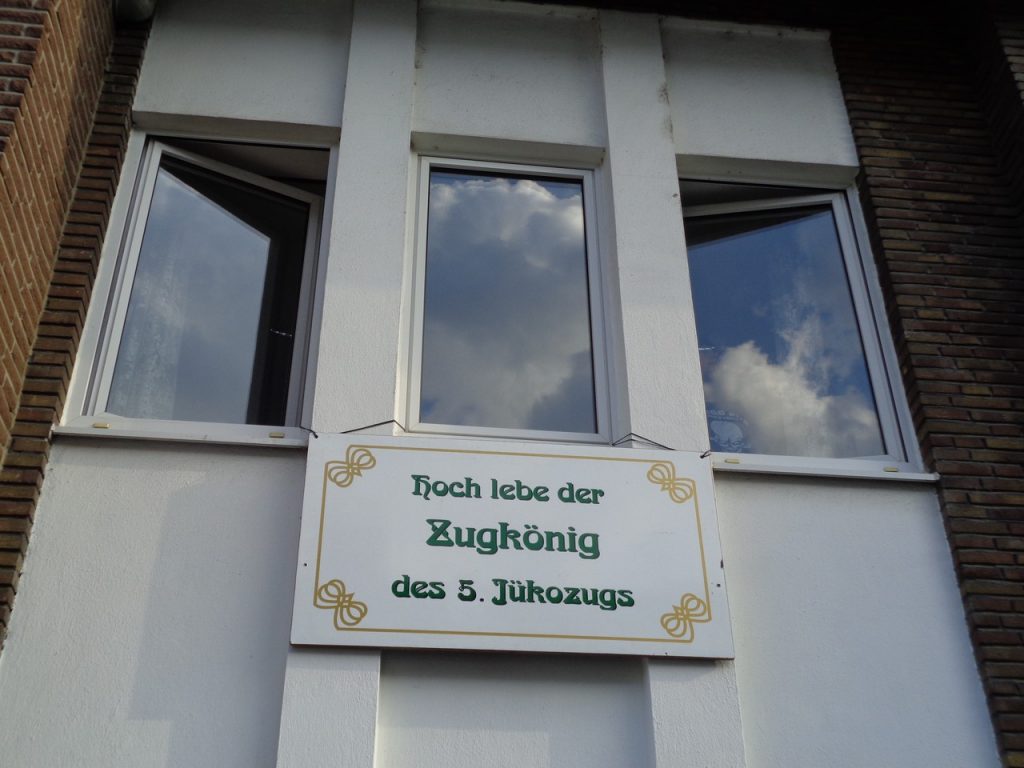 Hoch lebe der
Zugkönig
des 5. Jükozugs